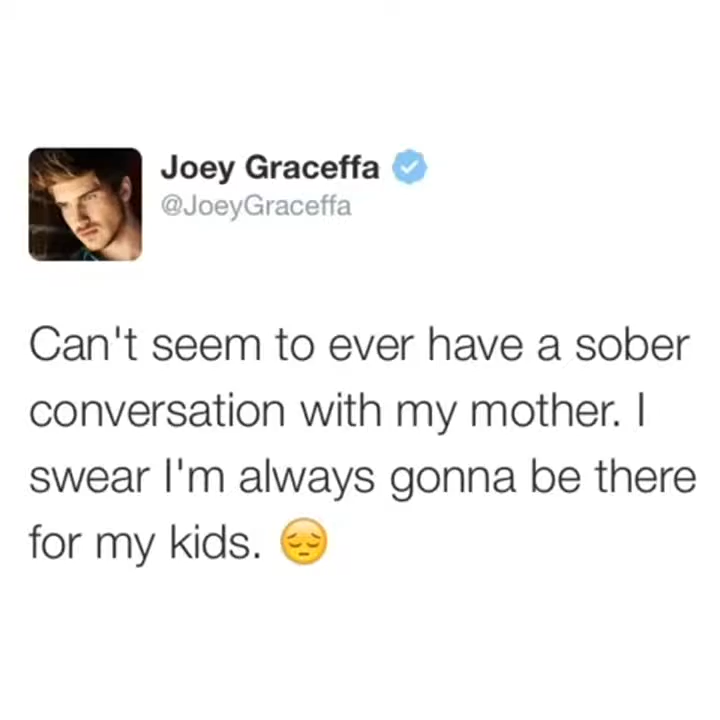 Joey Graceffa
@JoeyGraceffa
Can't seem to ever have a sober
conversation with my mother. I
swear I'm always gonna be there
for my kids. 😔